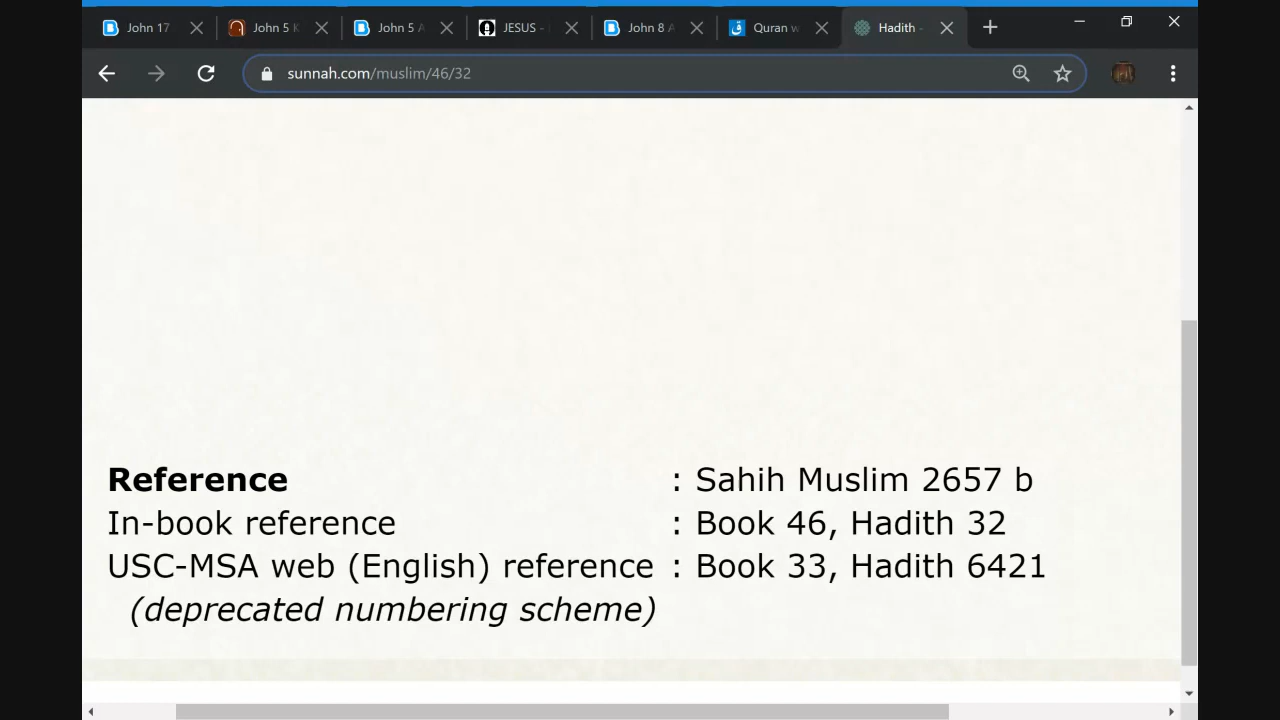 John 17
John 5 K
John 5 A
JESUS -
John 8 A
Quran w
Hadith -
sunnah.com/muslim/46/32
Reference : Sahih Muslim 2657 b
In-book reference : Book 46, Hadith 32
USC-MSA web (English) reference : Book 33, Hadith 6421
(deprecated numbering scheme)